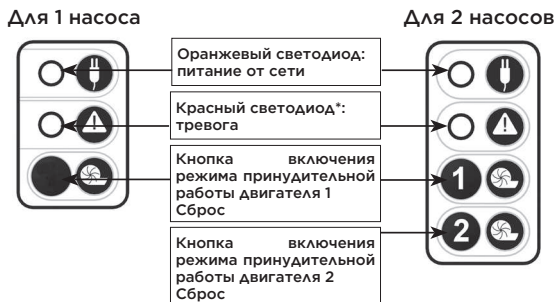 Для 1 насоса
Для 2 насосов
Оранжевый светодиод:
питание от сети
Красный светодиод*:
тревога
Кнопка включения
режима принудительной
работы двигателя 1
Сброс
Кнопка включения
режима принудительной
работы двигателя 2
Сброс
1
2